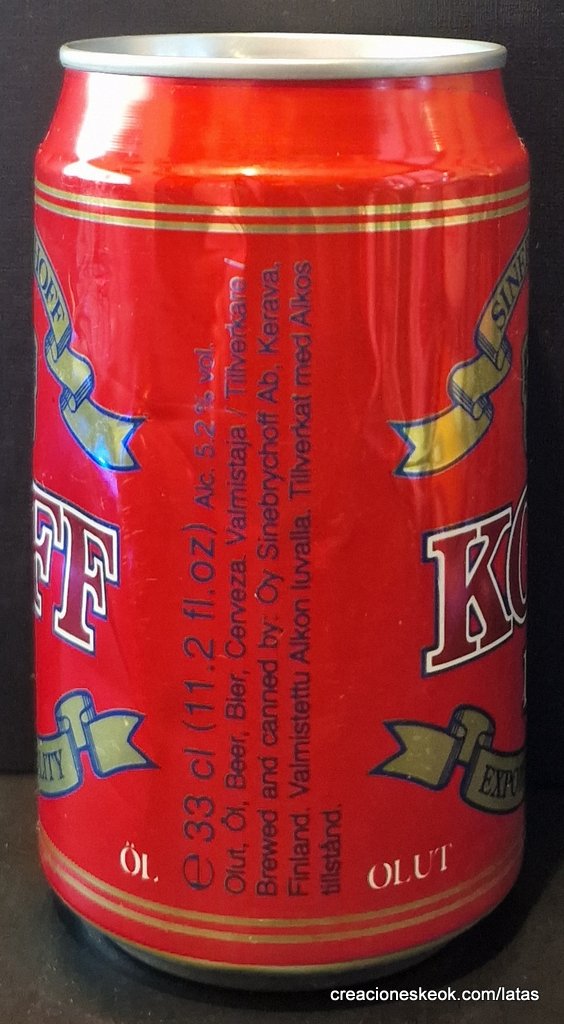 HOFF
SINEB
FF
KO
LITY
EXPO
e 33 cl (11.2 fl.oz) Alc. 5.2 % vol.
Olut, Öl, Beer, Bier, Cerveza. Valmistaja / Tillverkare /
Brewed and canned by: Oy Sinebrychoff Ab, Kerava,
Finland. Valmistettu Alkon luvalla. Tillverkat med Alkos
tillstånd.
ÖL
OLUT
creacioneskeok.com/latas